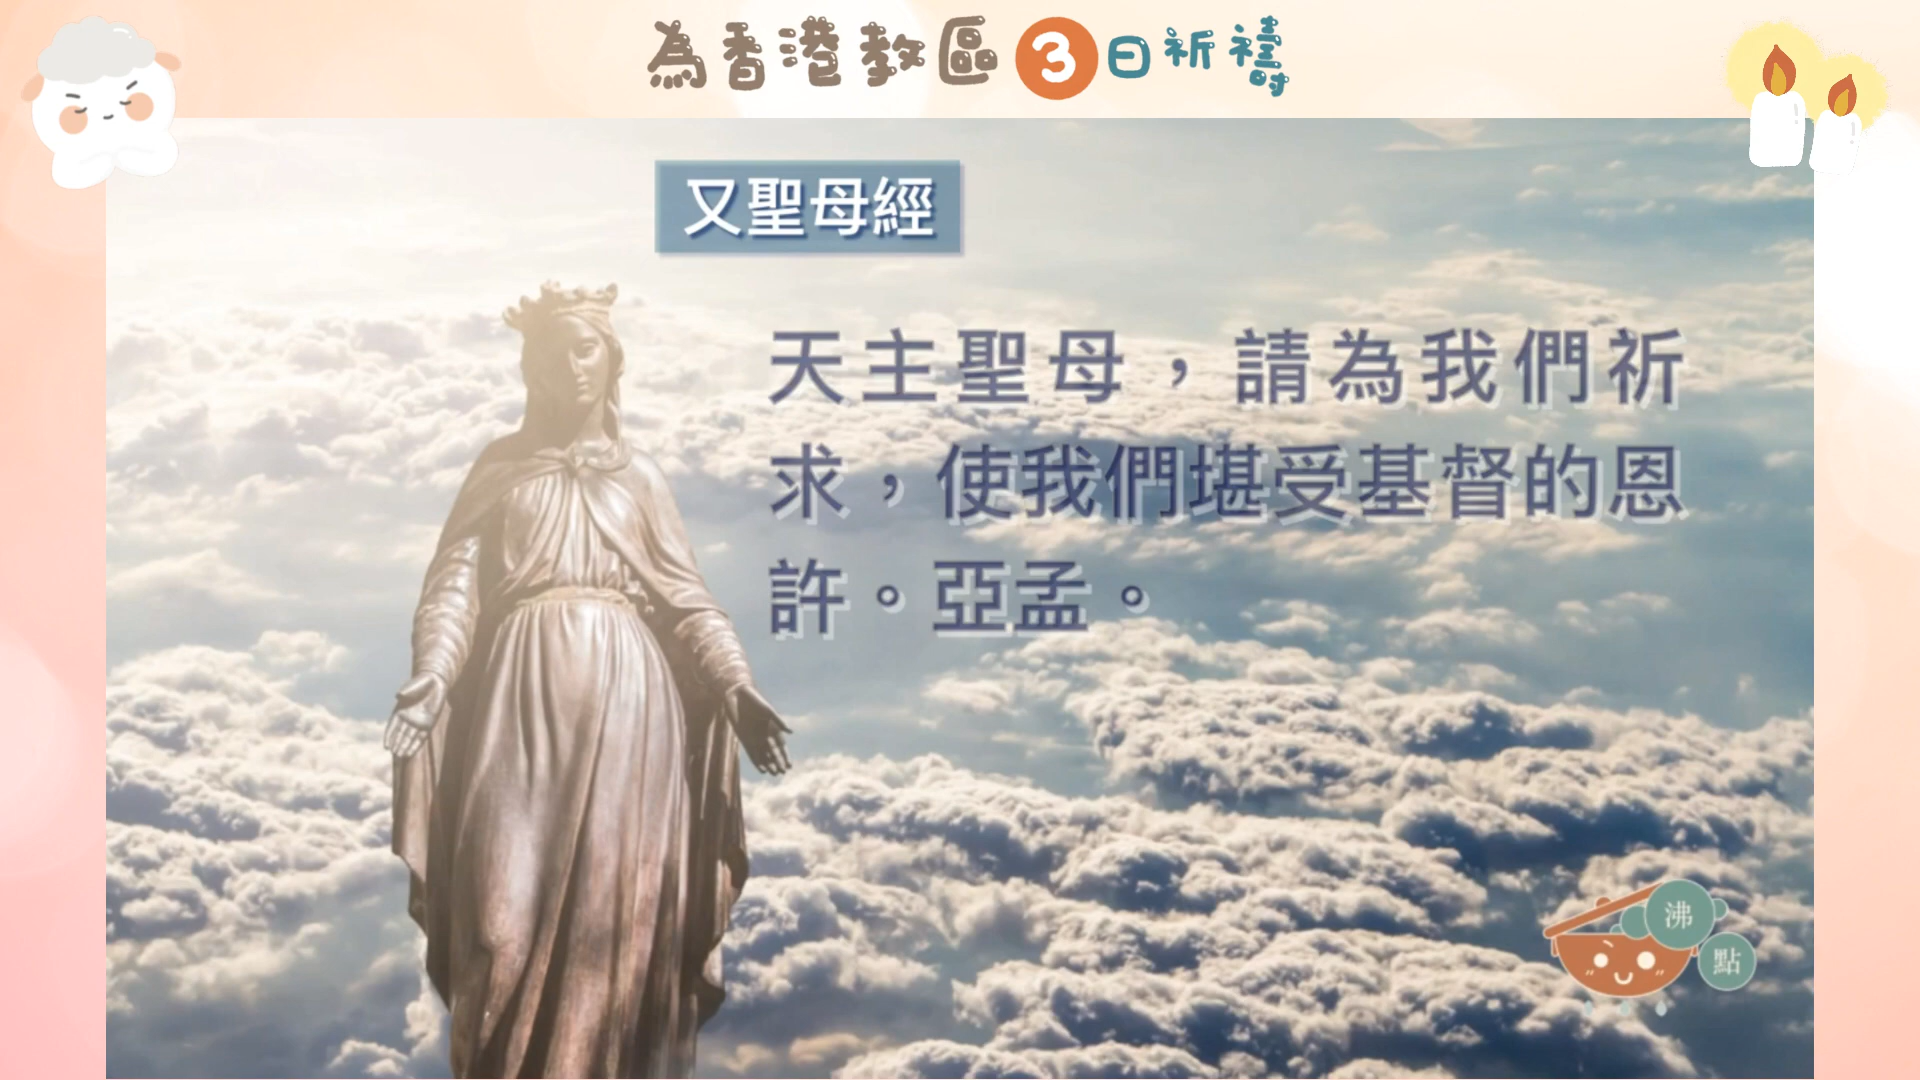 為香港教區3日祈禱
又聖母經
天主聖母，請為我們祈
求，使我們堪受基督的恩
許。亞孟。
沸
點